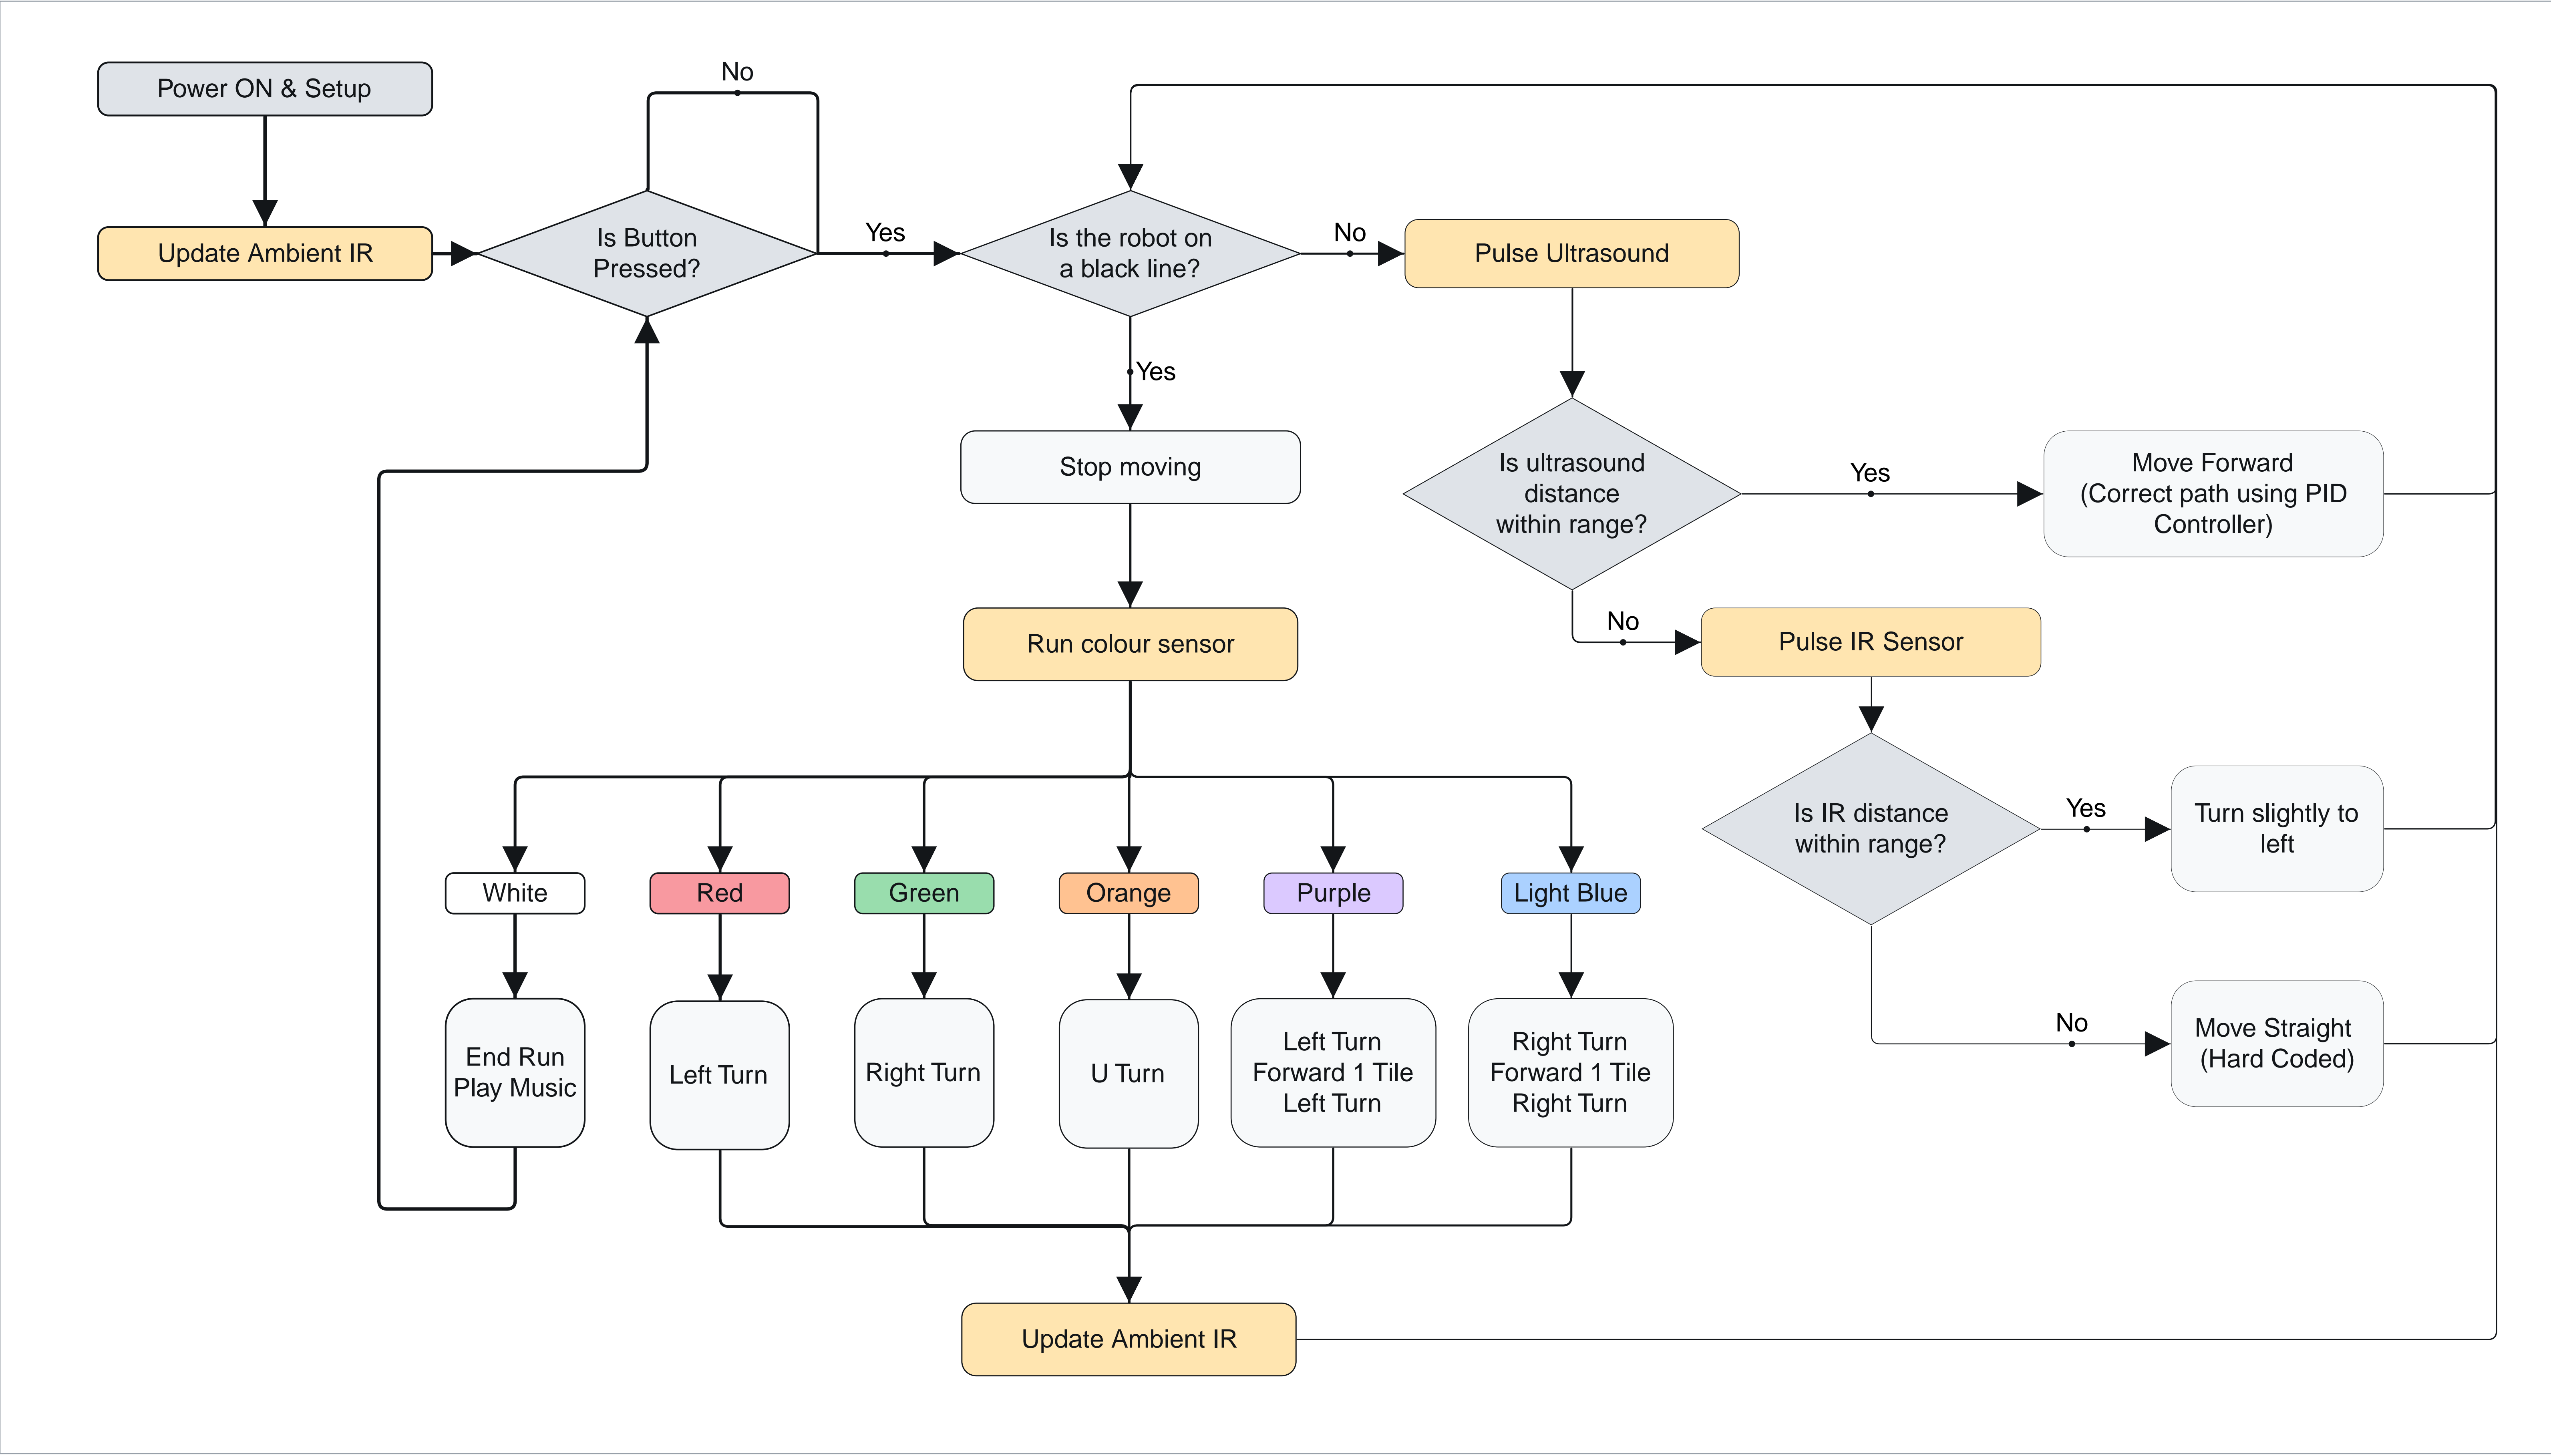 Power ON & Setup
Update Ambient IR
No
Is Button
Pressed?
Yes
Is the robot on
a black line?
No
Pulse Ultrasound
Yes
Stop moving
Is ultrasound
distance
within range?
Yes
Move Forward
(Correct path using PID
Controller)
No
Pulse IR Sensor
Run colour sensor
Is IR distance
within range?
Yes
Turn slightly to
left
No
Move Straight
(Hard Coded)
White
Red
Green
Orange
Purple
Light Blue
End Run
Play Music
Left Turn
Right Turn
U Turn
Left Turn
Forward 1 Tile
Left Turn
Right Turn
Forward 1 Tile
Right Turn
Update Ambient IR